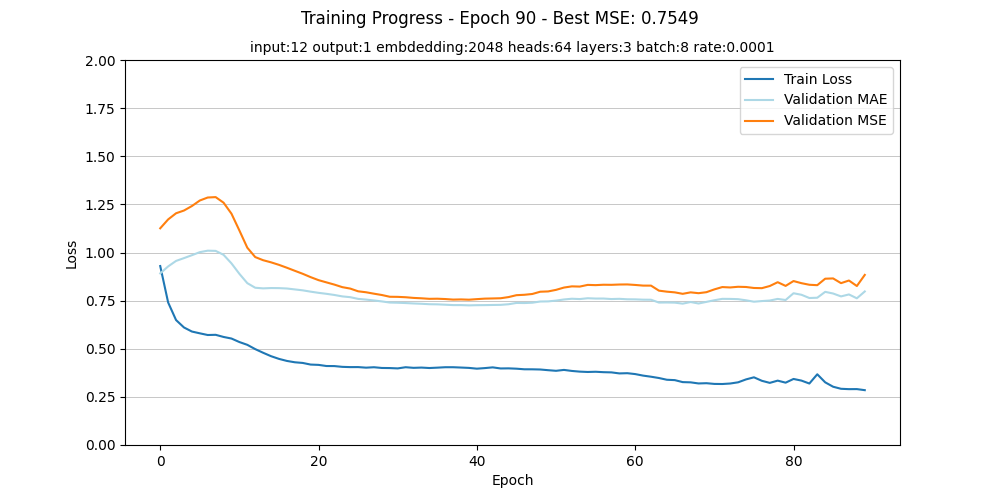 Training Progress - Epoch 90 - Best MSE: 0.7549
input:12 output:1 embdedding:2048 heads:64 layers:3 batch:8 rate:0.0001
Train Loss
Validation MAE
Validation MSE
2.00
1.75
1.50
1.25
1.00
0.75
0.50
0.25
0.00
Loss
0 20 40 60 80
Epoch